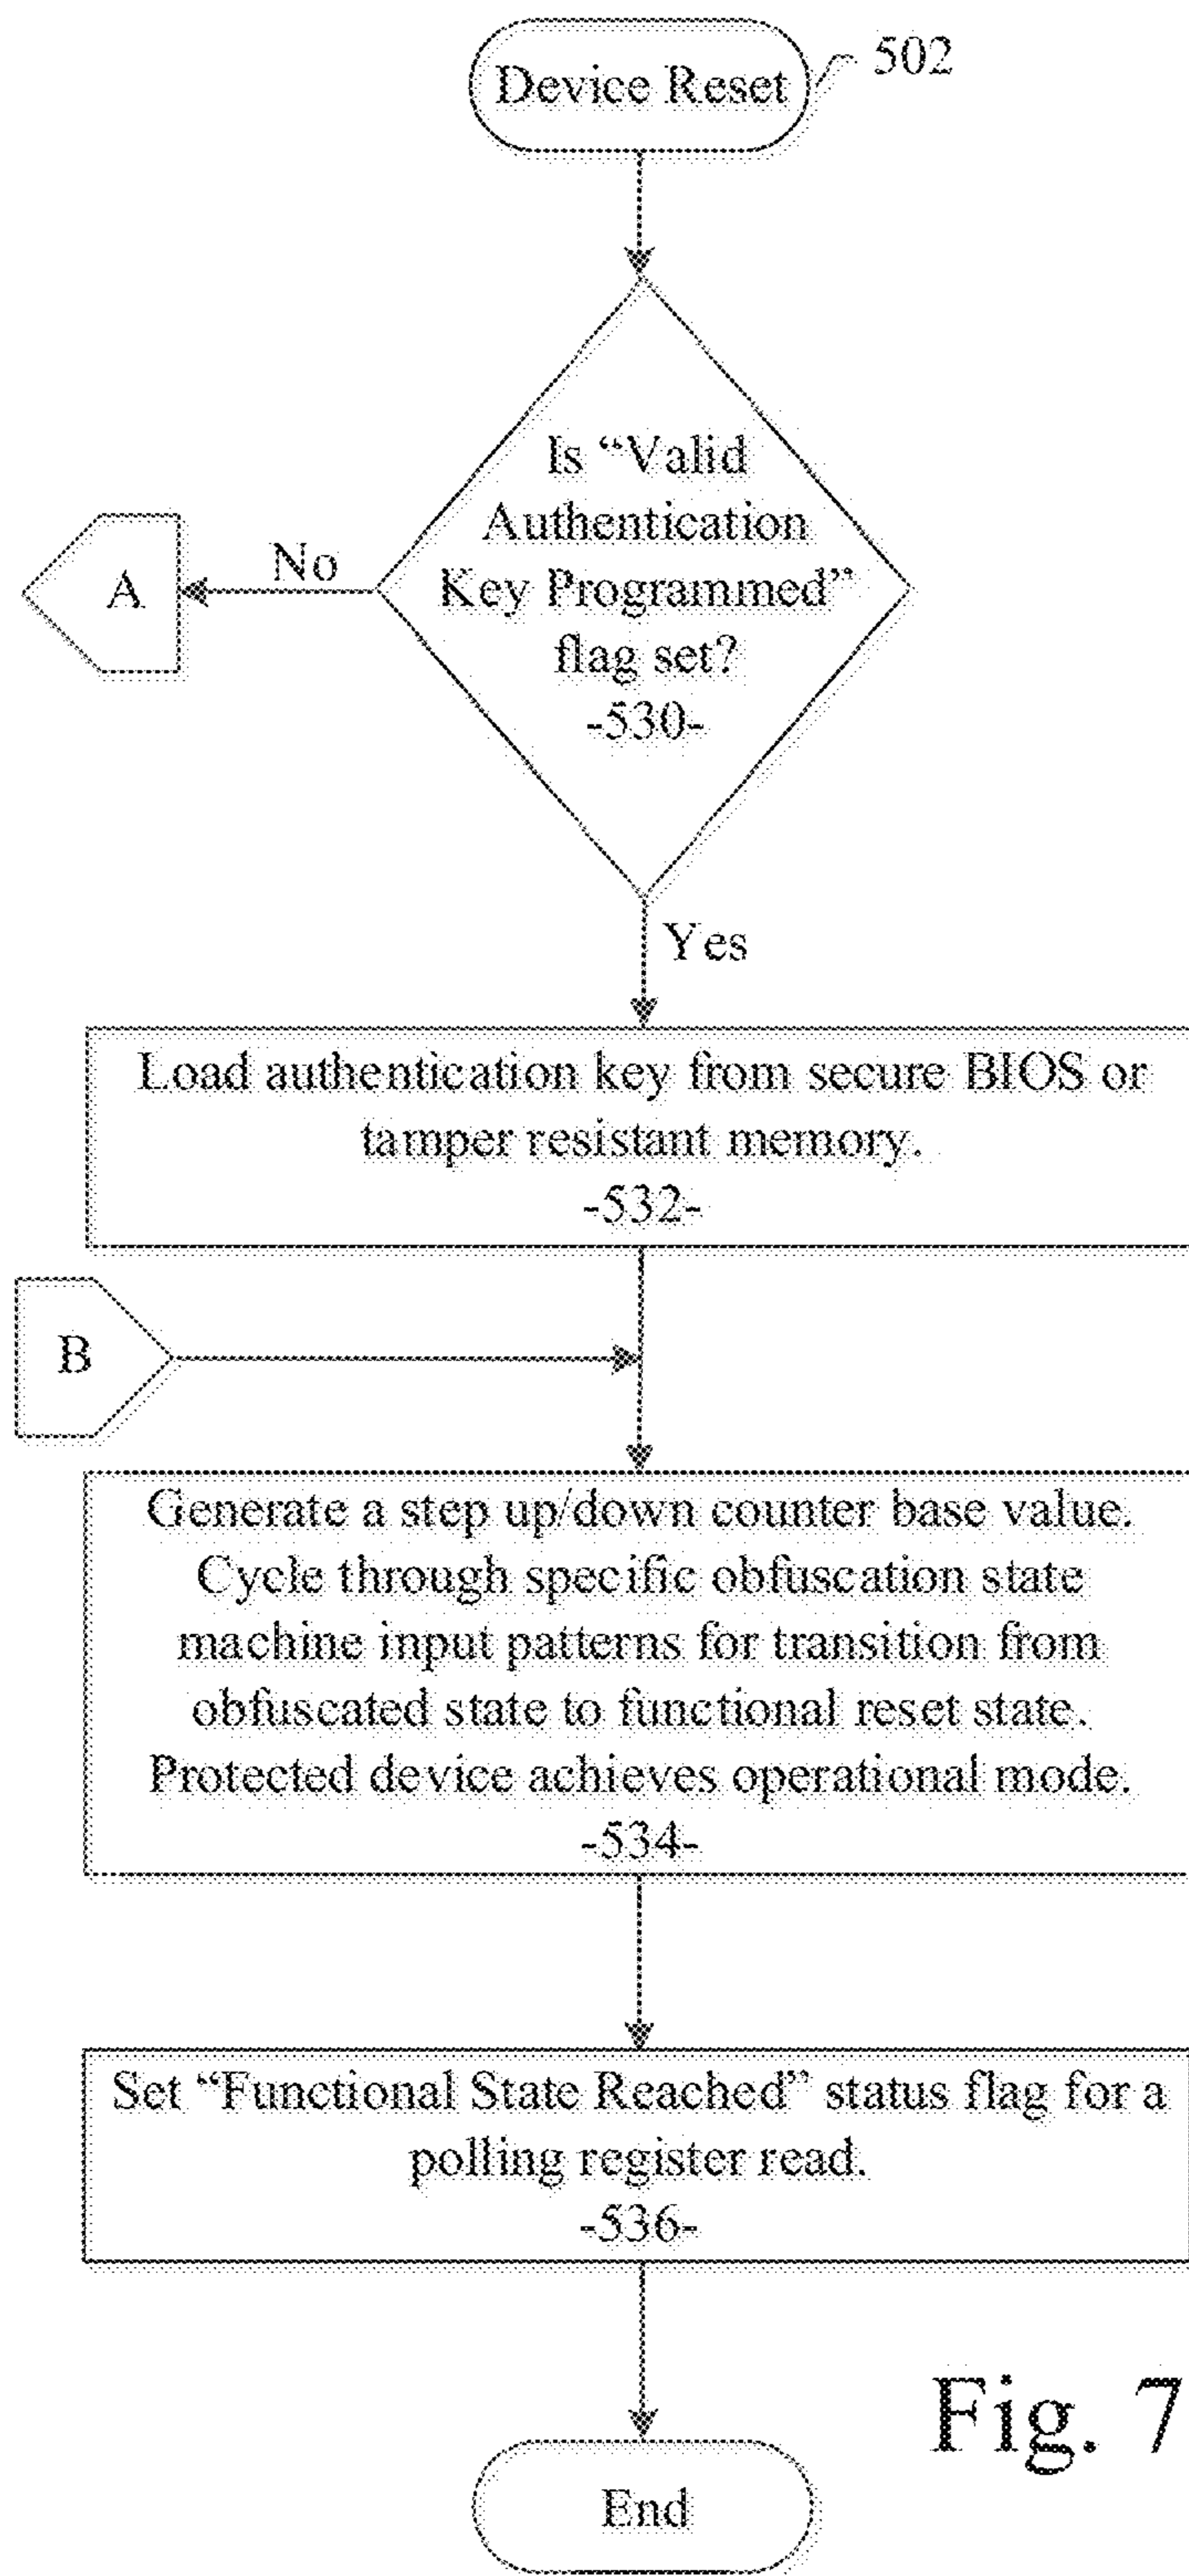 Device Reset
502
Is “Valid
Authentication
Key Programmed”
flag set?
-530-
No
A
Yes
Load authentication key from secure BIOS or
tamper resistant memory.
-532-
B
Generate a step up/down counter base value.
Cycle through specific obfuscation state
machine input patterns for transition from
obfuscated state to functional reset state.
Protected device achieves operational mode.
-534-
Set “Functional State Reached” status flag for a
polling register read.
-536-
Fig. 7
End